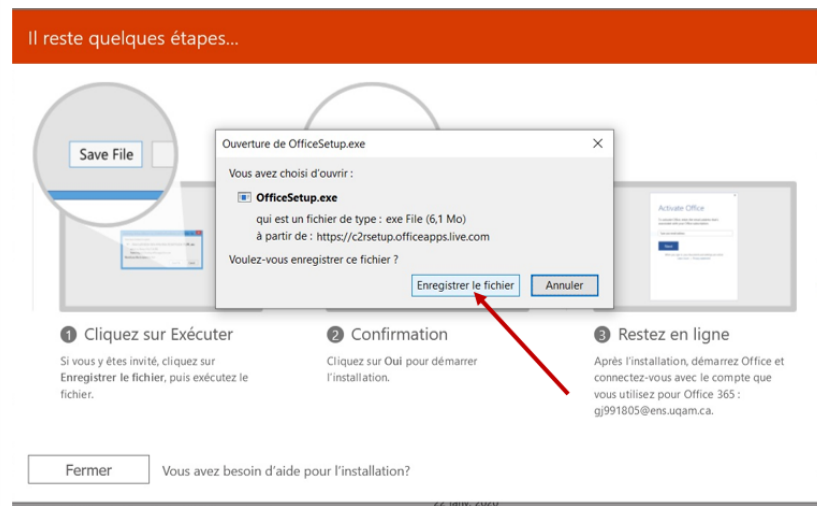 Il reste quelques étapes...
Save File
Ouverture de OfficeSetup.exe
Vous avez choisi d'ouvrir :
OfficeSetup.exe
qui est un fichier de type : exe File (6,1 Mo)
à partir de : https://c2rsetup.officeapps.live.com
Voulez-vous enregistrer ce fichier ?
Enregistrer le fichier Annuler
Activate Office
1 Cliquez sur Exécuter
Si vous y êtes invité, cliquez sur
Enregistrer le fichier, puis exécutez le
fichier.
2 Confirmation
Cliquez sur Oui pour démarrer
l'installation.
3 Restez en ligne
Après l'installation, démarrez Office et
connectez-vous avec le compte que
vous utilisez pour Office 365 :
gj991805@ens.uqam.ca.
Fermer Vous avez besoin d'aide pour l'installation?